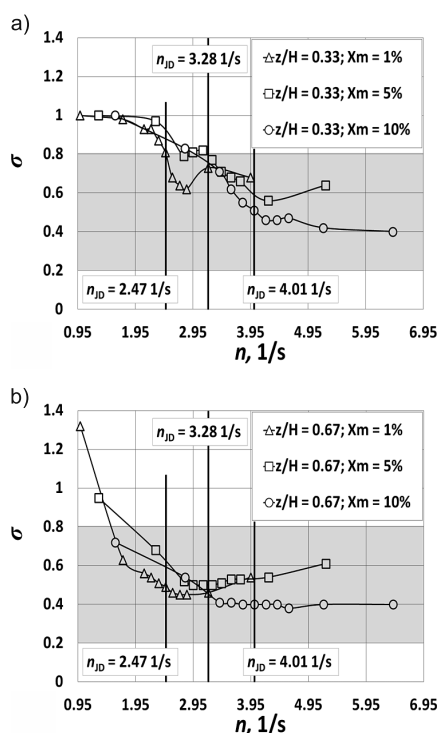 a)
1.4
1.2
1
0.8
0.6
0.4
0.2
0
σ
n_JD = 3.28 1/s
z/H = 0.33; Xm = 1%
z/H = 0.33; Xm = 5%
z/H = 0.33; Xm = 10%
n_JD = 2.47 1/s
n_JD = 4.01 1/s
0.95 1.95 2.95 3.95 4.95 5.95 6.95
n, 1/s
b)
1.4
1.2
1
0.8
0.6
0.4
0.2
0
σ
n_JD = 3.28 1/s
z/H = 0.67; Xm = 1%
z/H = 0.67; Xm = 5%
z/H = 0.67; Xm = 10%
n_JD = 2.47 1/s
n_JD = 4.01 1/s
0.95 1.95 2.95 3.95 4.95 5.95 6.95
n, 1/s